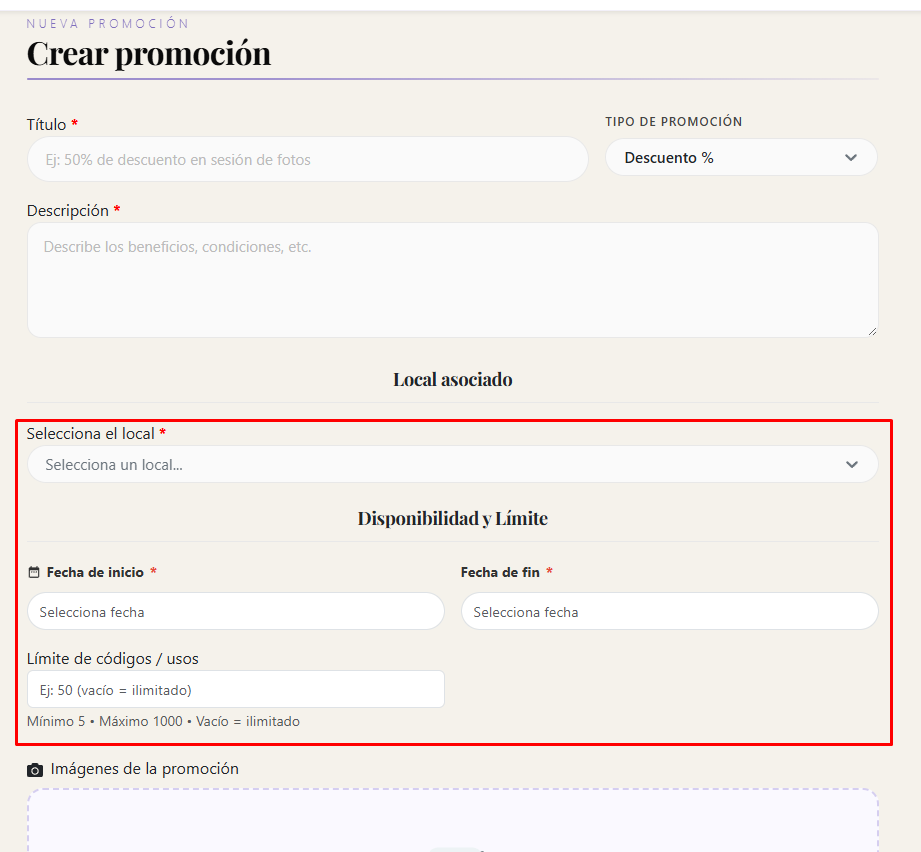 NUEVA PROMOCIÓN
Crear promoción
Título *
TIPO DE PROMOCIÓN
Ej: 50% de descuento en sesión de fotos
Descuento %
Descripción *
Describe los beneficios, condiciones, etc.
Local asociado
Selecciona el local *
Selecciona un local...
Disponibilidad y Límite
Fecha de inicio *
Fecha de fin *
Selecciona fecha
Selecciona fecha
Límite de códigos / usos
Ej: 50 (vacío = ilimitado)
Mínimo 5 • Máximo 1000 • Vacío = ilimitado
Imágenes de la promoción